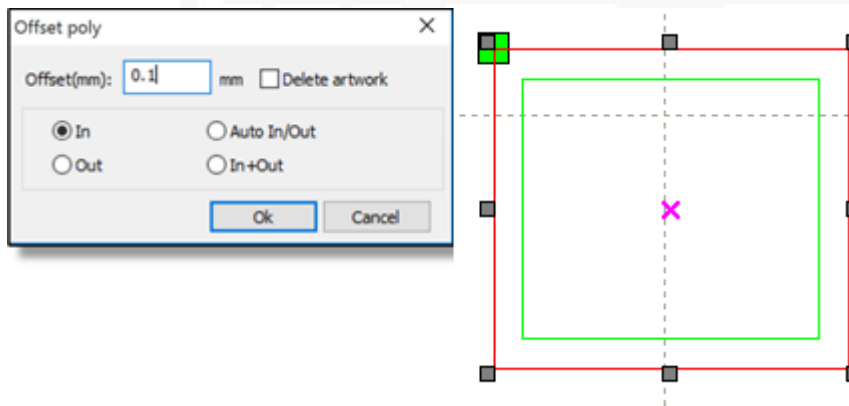 Offset poly
Offset(mm): 0.1 mm Delete artwork
In Auto In/Out
Out In+Out
Ok Cancel